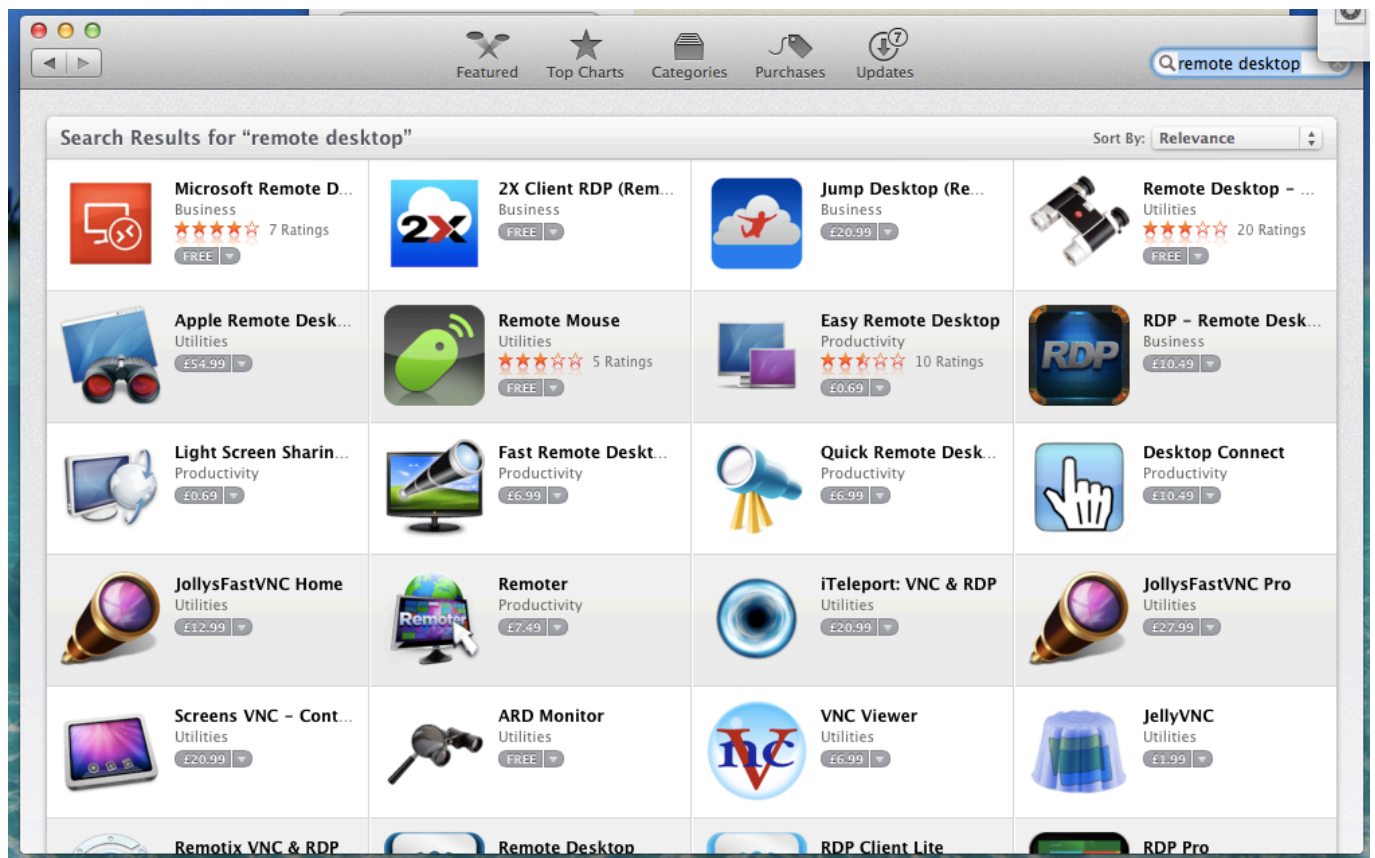 Featured
Top Charts
Categories
Purchases
7
Updates
remote desktop
Search Results for “remote desktop”
Sort By: Relevance
Microsoft Remote D...
Business
7 Ratings
FREE
2X
2X Client RDP (Rem...
Business
FREE
Jump Desktop (Re...
Business
£20.99
Remote Desktop – ...
Utilities
20 Ratings
FREE
Apple Remote Desk...
Utilities
£54.99
Remote Mouse
Utilities
5 Ratings
FREE
Easy Remote Desktop
Productivity
10 Ratings
£0.69
RDP
RDP – Remote Desk...
Business
£10.49
Light Screen Sharin...
Productivity
£0.69
Fast Remote Deskt...
Productivity
£6.99
Quick Remote Desk...
Productivity
£6.99
Desktop Connect
Productivity
£10.49
JollysFastVNC Home
Utilities
£12.99
Remoter
Remoter
Productivity
£7.49
iTeleport: VNC & RDP
Utilities
£20.99
JollysFastVNC Pro
Utilities
£27.99
Screens VNC – Cont...
Utilities
£20.99
ARD Monitor
Utilities
FREE
Vnc
VNC Viewer
Utilities
£6.99
JellyVNC
Utilities
£1.99
Remotix VNC & RDP
Remote Desktop
RDP Client Lite
RDP Pro